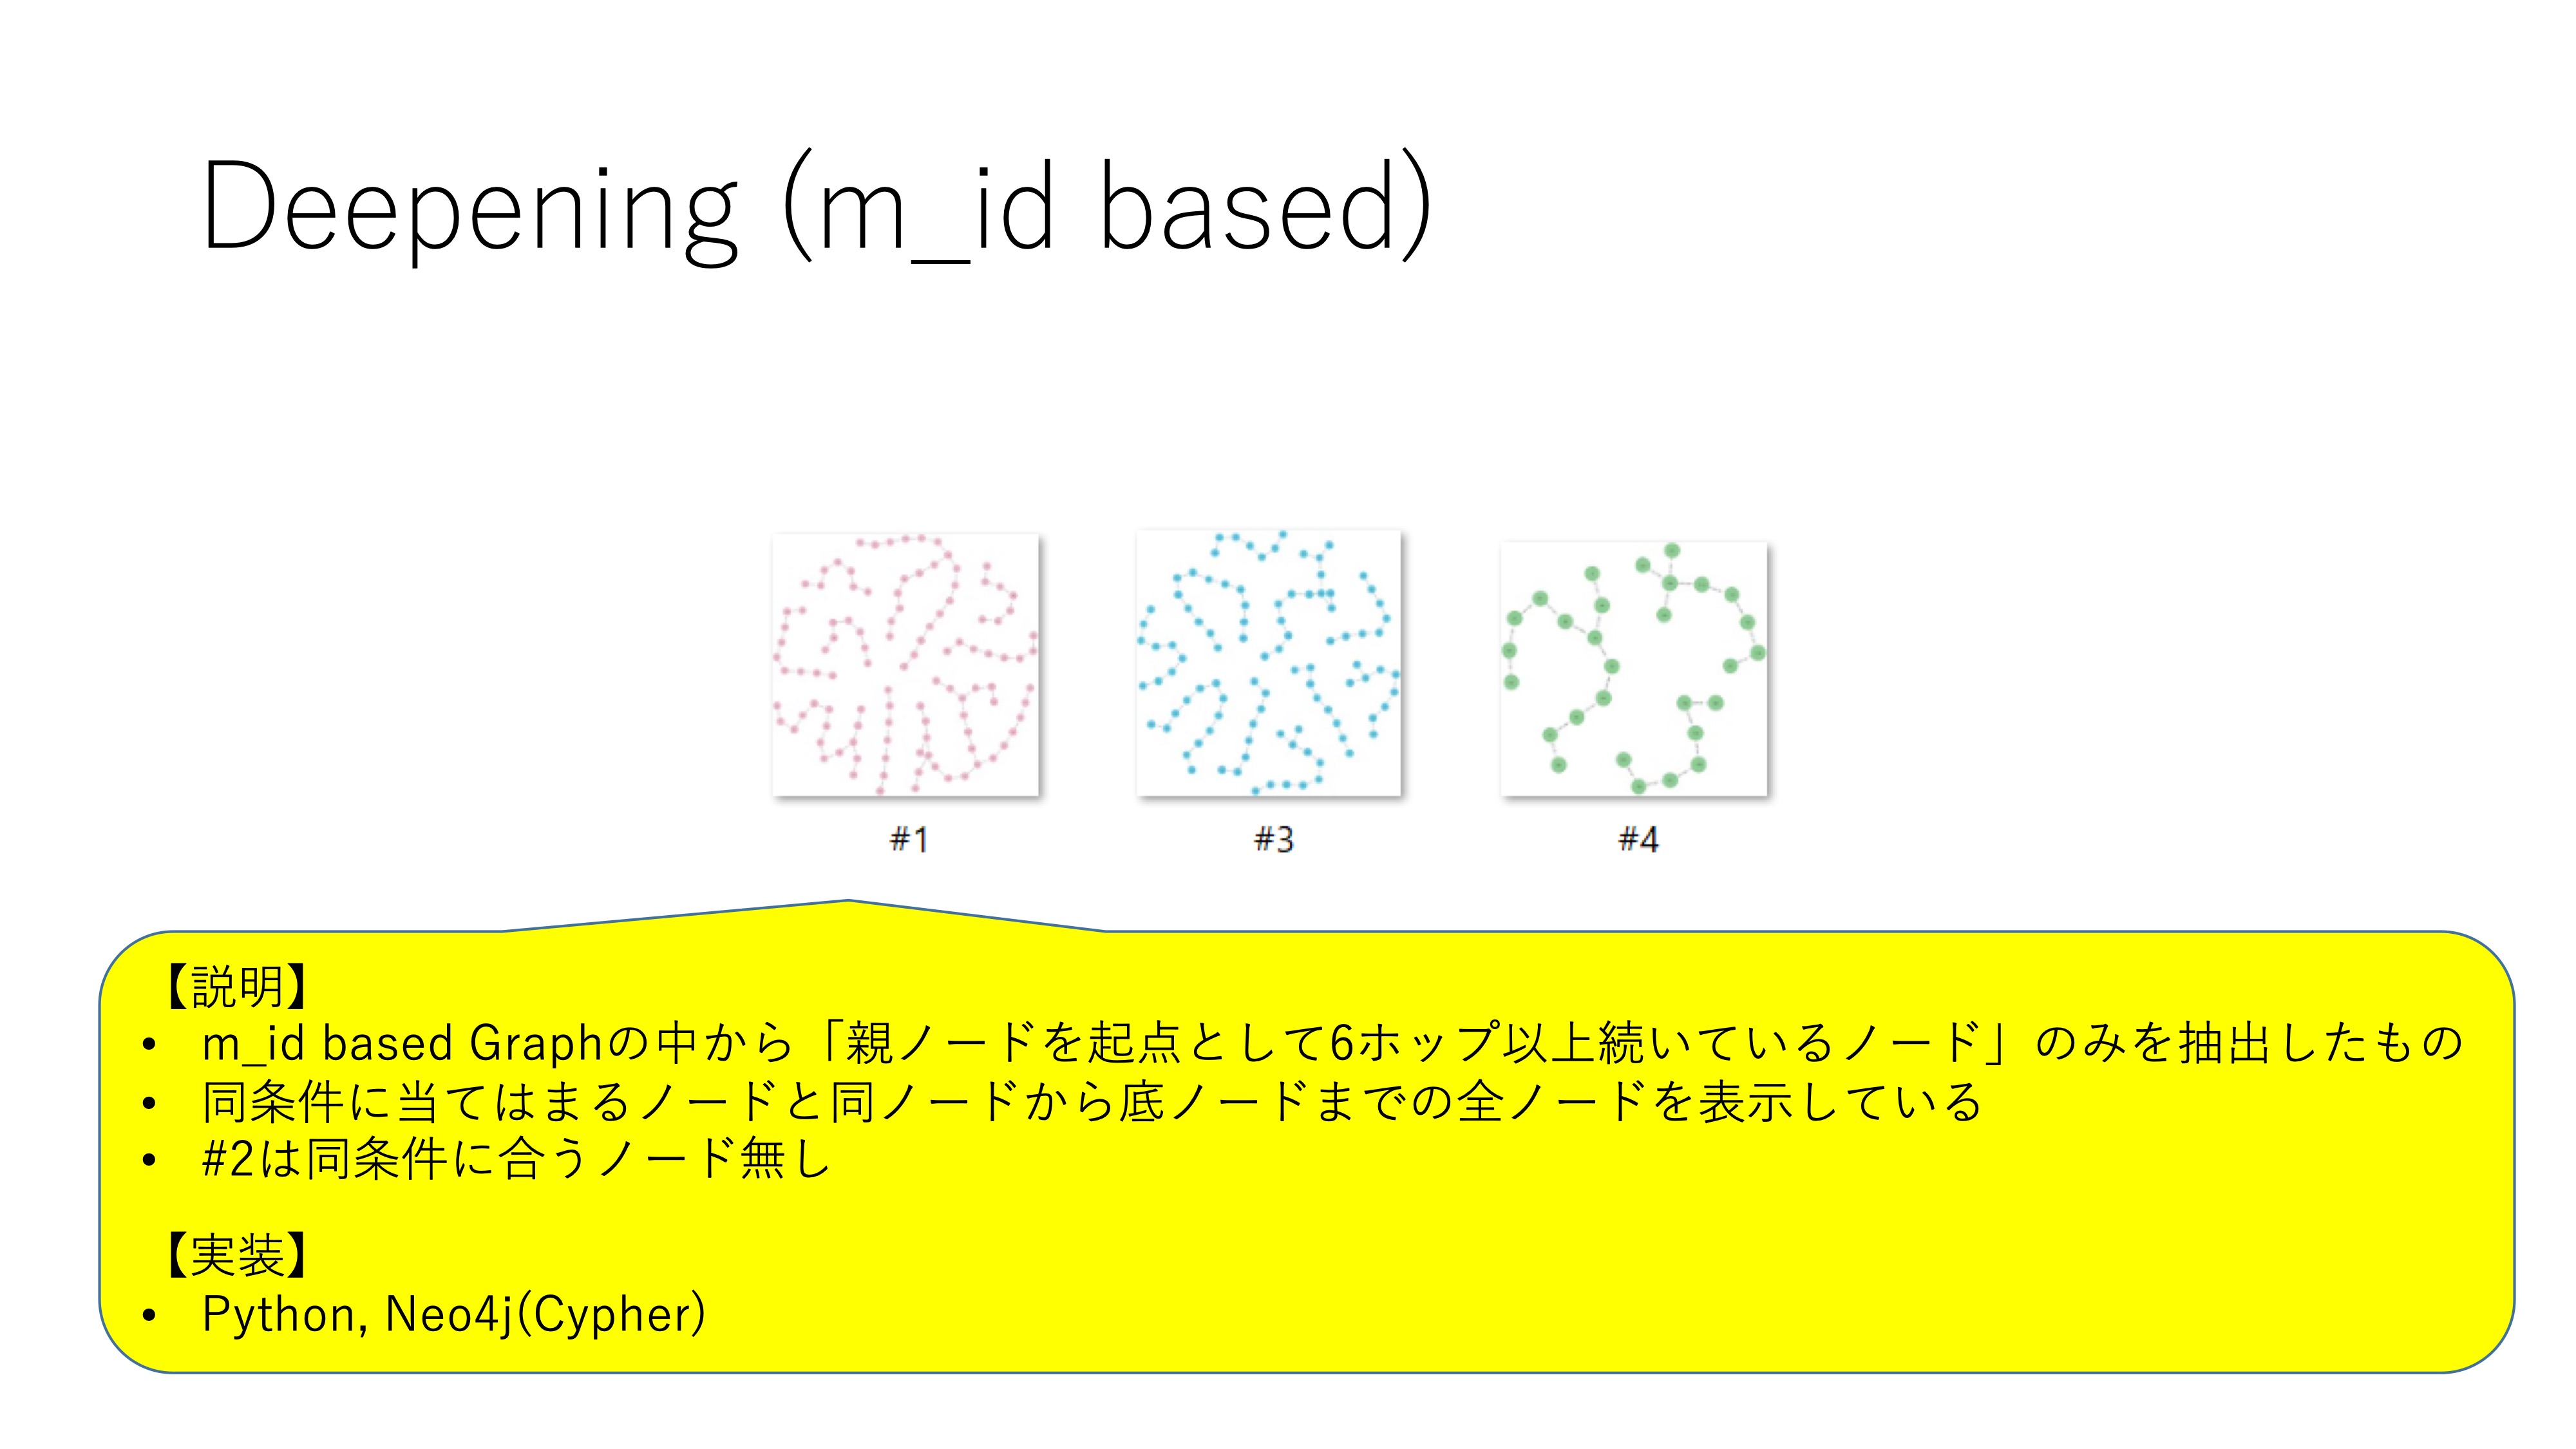 Deepening (m_id based)
#1
#3
#4
【説明】
• m_id based Graphの中から「親ノードを起点として6ホップ以上続いているノード」のみを抽出したもの
• 同条件に当てはまるノードと同ノードから底ノードまでの全ノードを表示している
• #2は同条件に合うノード無し
【実装】
• Python, Neo4j(Cypher)